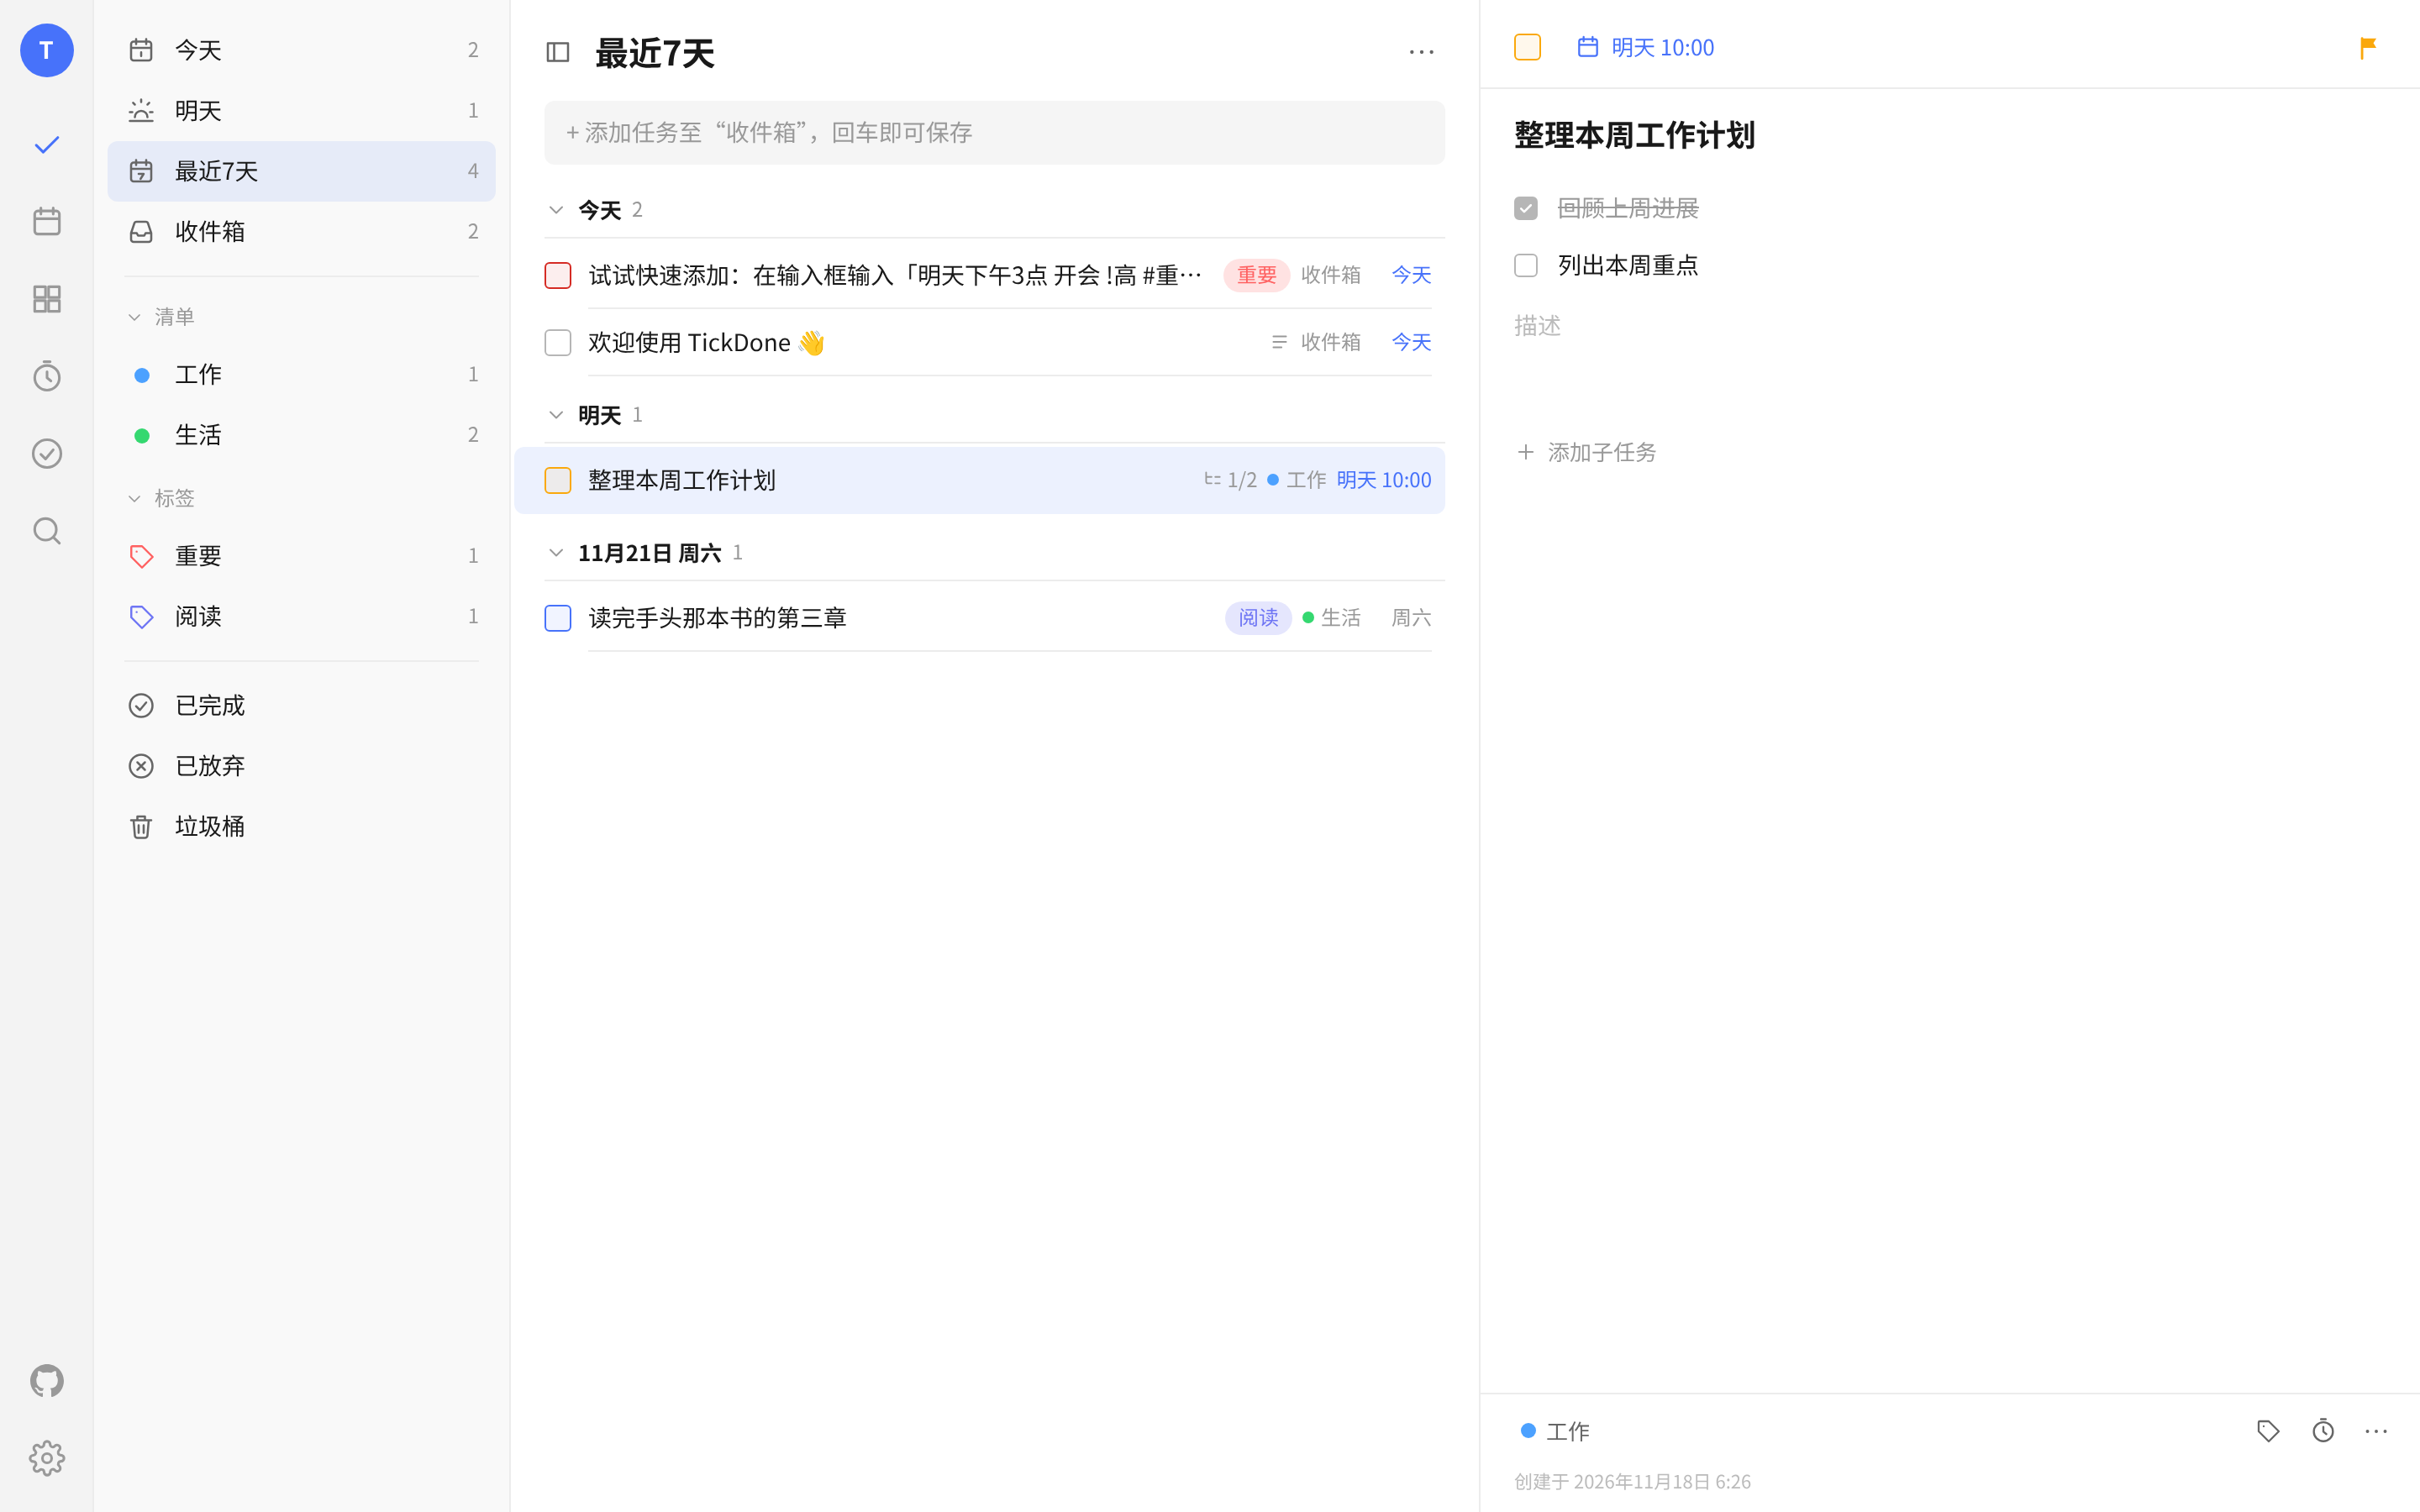 T
今天 2
明天 1
最近7天 4
收件箱 2
清单
工作 1
生活 2
标签
重要 1
阅读 1
已完成
已放弃
垃圾桶
最近7天
+ 添加任务至“收件箱”，回车即可保存
今天 2
试试快速添加：在输入框输入「明天下午3点 开会 !高 #重… 重要 收件箱 今天
欢迎使用 TickDone 👋 收件箱 今天
明天 1
整理本周工作计划 1/2 工作 明天 10:00
11月21日 周六 1
读完手头那本书的第三章 阅读 生活 周六
明天 10:00
整理本周工作计划
回顾上周进展
列出本周重点
描述
+ 添加子任务
工作
创建于 2026年11月18日 6:26